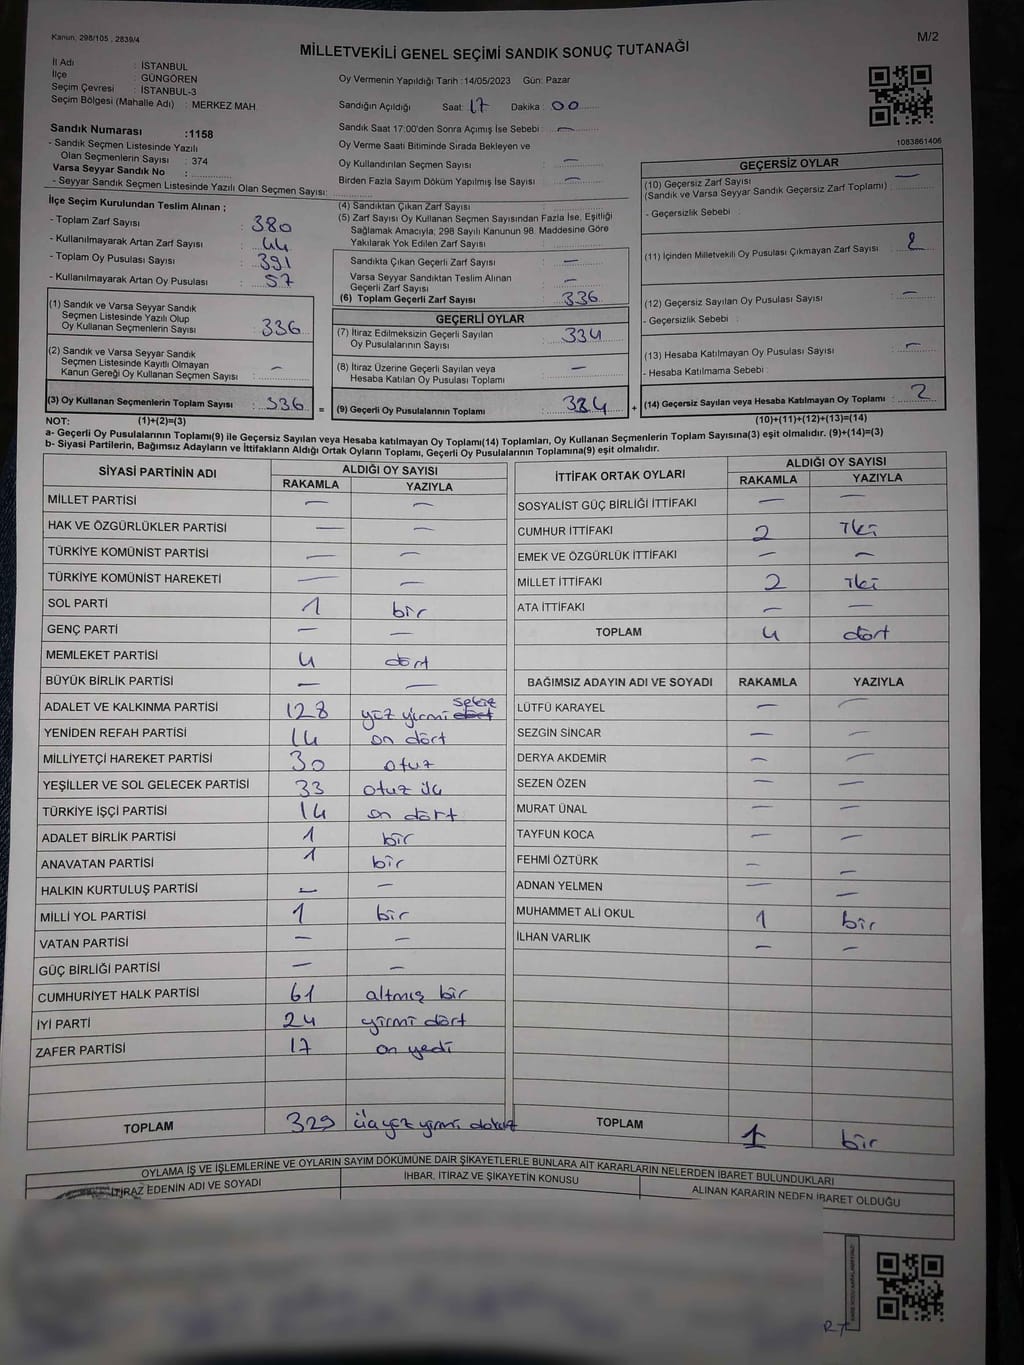 Kanun. 298/105 , 2839/4
M/2
MİLLETVEKİLİ GENEL SEÇİMİ SANDIK SONUÇ TUTANAĞI
İl Adı : İSTANBUL
İlçe : GÜNGÖREN
Seçim Çevresi : İSTANBUL-3
Seçim Bölgesi (Mahalle Adı) : MERKEZ MAH.
Sandık Numarası :1158
- Sandık Seçmen Listesinde Yazılı
Olan Seçmenlerin Sayısı : 374
Varsa Seyyar Sandık No :
- Seyyar Sandık Seçmen Listesinde Yazılı Olan Seçmen Sayısı:
Oy Vermenin Yapıldığı Tarih :14/05/2023 Gün: Pazar
Sandığın Açıldığı Saat: 17 Dakika : 00
Sandık Saat 17:00'den Sonra Açımış İse Sebebi : —
Oy Verme Saati Bitiminde Sırada Bekleyen ve
Oy Kullandırılan Seçmen Sayısı : —
Birden Fazla Sayım Döküm Yapılmış İse Sayısı : —
1083861406
İlçe Seçim Kurulundan Teslim Alınan ;
- Toplam Zarf Sayısı : 380
- Kullanılmayarak Artan Zarf Sayısı : 44
- Toplam Oy Pusulası Sayısı : 391
- Kullanılmayarak Artan Oy Pusulası : 57
(1) Sandık ve Varsa Seyyar Sandık
Seçmen Listesinde Yazılı Olup
Oy Kullanan Seçmenlerin Sayısı : 336
(2) Sandık ve Varsa Seyyar Sandık
Seçmen Listesinde Kayıtlı Olmayan
Kanun Gereği Oy Kullanan Seçmen Sayısı : —
(3) Oy Kullanan Seçmenlerin Toplam Sayısı : 336
(4) Sandıktan Çıkan Zarf Sayısı :
(5) Zarf Sayısı Oy Kullanan Seçmen Sayısından Fazla İse, Eşitliği
Sağlamak Amacıyla; 298 Sayılı Kanunun 98. Maddesine Göre
Yakılarak Yok Edilen Zarf Sayısı :
Sandıkta Çıkan Geçerli Zarf Sayısı : —
Varsa Seyyar Sandıktan Teslim Alınan
Geçerli Zarf Sayısı : —
(6) Toplam Geçerli Zarf Sayısı : 336
GEÇERLİ OYLAR
(7) İtiraz Edilmeksizin Geçerli Sayılan
Oy Pusulalarının Sayısı : 334
(8) İtiraz Üzerine Geçerli Sayılan veya
Hesaba Katılan Oy Pusulası Toplamı : —
= (9) Geçerli Oy Pusulalarının Toplamı : 334 +
GEÇERSİZ OYLAR
(10) Geçersiz Zarf Sayısı
(Sandık ve Varsa Seyyar Sandık Geçersiz Zarf Toplamı) : —
- Geçersizlik Sebebi :
(11) İçinden Milletvekili Oy Pusulası Çıkmayan Zarf Sayısı : 2
(12) Geçersiz Sayılan Oy Pusulası Sayısı : —
- Geçersizlik Sebebi :
(13) Hesaba Katılmayan Oy Pusulası Sayısı : —
- Hesaba Katılmama Sebebi :
(14) Geçersiz Sayılan veya Hesaba Katılmayan Oy Toplamı : 2
NOT: (1)+(2)=(3) (10)+(11)+(12)+(13)=(14)
a- Geçerli Oy Pusulalarının Toplamı(9) ile Geçersiz Sayılan veya Hesaba katılmayan Oy Toplamı(14) Toplamları, Oy Kullanan Seçmenlerin Toplam Sayısına(3) eşit olmalıdır. (9)+(14)=(3)
b- Siyasi Partilerin, Bağımsız Adayların ve İttifakların Aldığı Ortak Oyların Toplamı, Geçerli Oy Pusulalarının Toplamına(9) eşit olmalıdır.
SİYASİ PARTİNİN ADI ALDIĞI OY SAYISI
RAKAMLA YAZIYLA
MİLLET PARTİSİ — —
HAK VE ÖZGÜRLÜKLER PARTİSİ — —
TÜRKİYE KOMÜNİST PARTİSİ — —
TÜRKİYE KOMÜNİST HAREKETİ — —
SOL PARTİ 1 bir
GENÇ PARTİ — —
MEMLEKET PARTİSİ 4 dört
BÜYÜK BİRLİK PARTİSİ — —
ADALET VE KALKINMA PARTİSİ 128 yüz yirmi dört sekiz
YENİDEN REFAH PARTİSİ 14 on dört
MİLLİYETÇİ HAREKET PARTİSİ 30 otuz
YEŞİLLER VE SOL GELECEK PARTİSİ 33 otuz üç
TÜRKİYE İŞÇİ PARTİSİ 14 on dört
ADALET BİRLİK PARTİSİ 1 bir
ANAVATAN PARTİSİ 1 bir
HALKIN KURTULUŞ PARTİSİ — —
MİLLİ YOL PARTİSİ 1 bir
VATAN PARTİSİ — —
GÜÇ BİRLİĞİ PARTİSİ — —
CUMHURİYET HALK PARTİSİ 61 altmış bir
İYİ PARTİ 24 yirmi dört
ZAFER PARTİSİ 17 on yedi
TOPLAM 329 üçyüz yirmi dokuz
İTTİFAK ORTAK OYLARI ALDIĞI OY SAYISI
RAKAMLA YAZIYLA
SOSYALİST GÜÇ BİRLİĞİ İTTİFAKI — —
CUMHUR İTTİFAKI 2 iki
EMEK VE ÖZGÜRLÜK İTTİFAKI — —
MİLLET İTTİFAKI 2 iki
ATA İTTİFAKI — —
TOPLAM 4 dört
BAĞIMSIZ ADAYIN ADI VE SOYADI RAKAMLA YAZIYLA
LÜTFÜ KARAYEL — —
SEZGİN SİNCAR — —
DERYA AKDEMİR — —
SEZEN ÖZEN — —
MURAT ÜNAL — —
TAYFUN KOCA — —
FEHMİ ÖZTÜRK — —
ADNAN YELMEN — —
MUHAMMET ALİ OKUL 1 bir
İLHAN VARLIK — —
TOPLAM 1 bir
OYLAMA İŞ VE İŞLEMLERİNE VE OYLARIN SAYIM DÖKÜMÜNE DAİR ŞİKAYETLERLE BUNLARA AİT KARARLARIN NELERDEN İBARET BULUNDUKLARI
İTİRAZ EDENİN ADI VE SOYADI İHBAR, İTİRAZ VE ŞİKAYETİN KONUSU ALINAN KARARIN NEDEN İBARET OLDUĞU